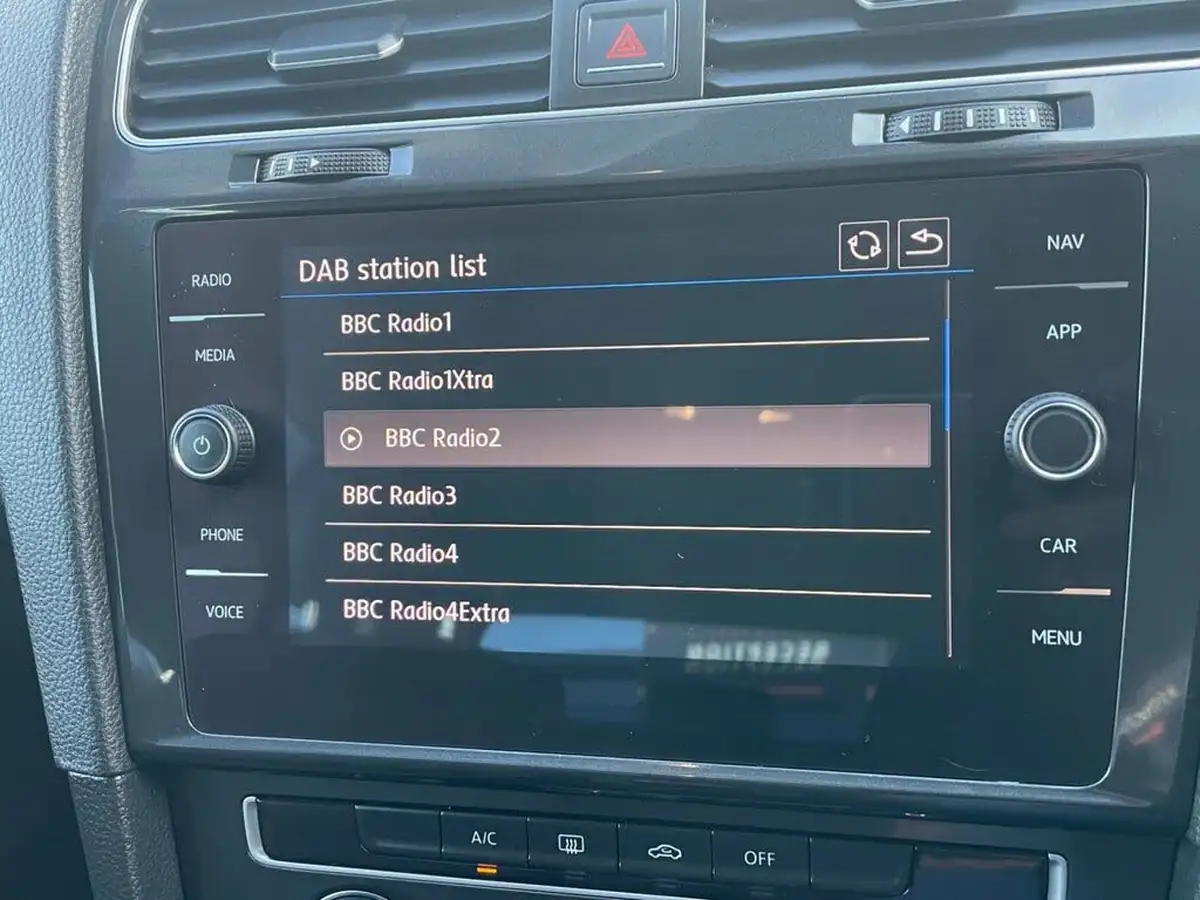 DAB station list
RADIO
MEDIA
PHONE
VOICE
BBC Radio1
BBC Radio1Xtra
BBC Radio2
BBC Radio3
BBC Radio4
BBC Radio4Extra
NAV
APP
CAR
MENU
A/C
OFF